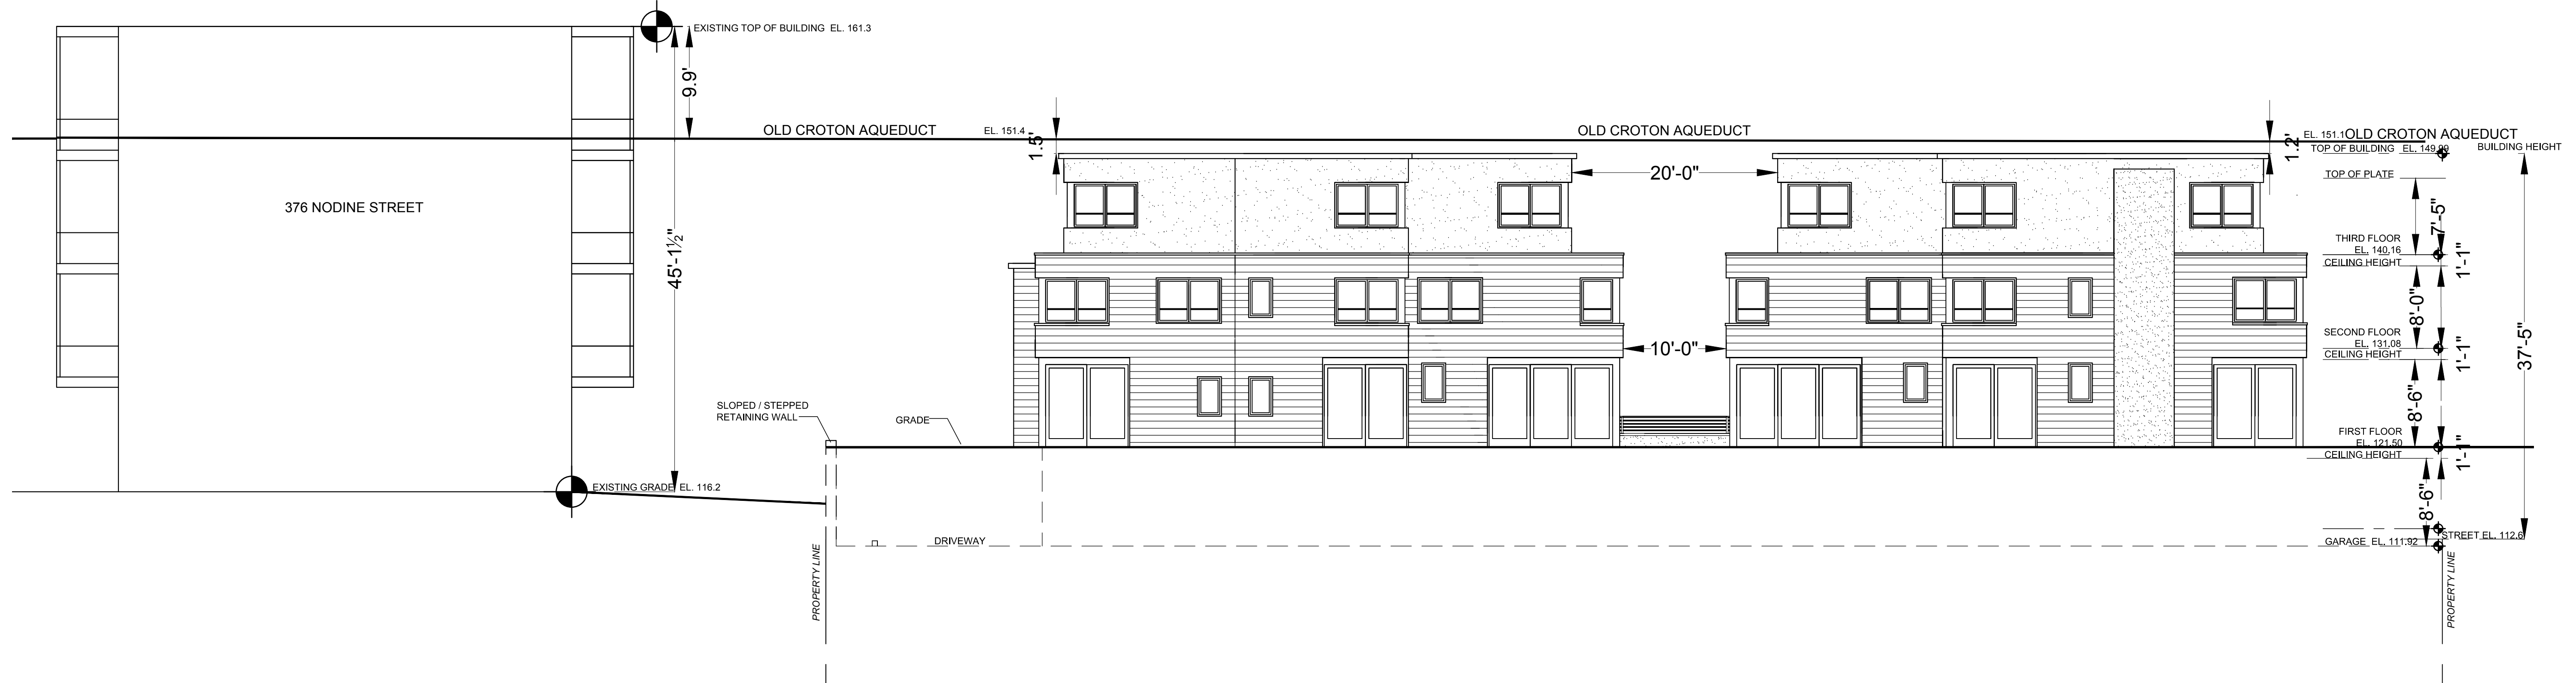 EXISTING TOP OF BUILDING EL. 161.3
9.9'
OLD CROTON AQUEDUCT
EL. 151.4
1.5'
OLD CROTON AQUEDUCT
1.2'
EL. 151.1
OLD CROTON AQUEDUCT
TOP OF BUILDING EL. 149.99
BUILDING HEIGHT
20'-0"
TOP OF PLATE
376 NODINE STREET
45'-1½"
7'-5"
THIRD FLOOR
EL. 140.16
CEILING HEIGHT
1'-1"
8'-0"
SECOND FLOOR
EL. 131.08
CEILING HEIGHT
1'-1"
10'-0"
37'-5"
8'-6"
SLOPED / STEPPED
RETAINING WALL
GRADE
FIRST FLOOR
EL. 121.50
CEILING HEIGHT
1'-1"
EXISTING GRADE EL. 116.2
8'-6"
DRIVEWAY
GARAGE EL. 111.92
STREET EL. 112.6
PROPERTY LINE
PROPERTY LINE